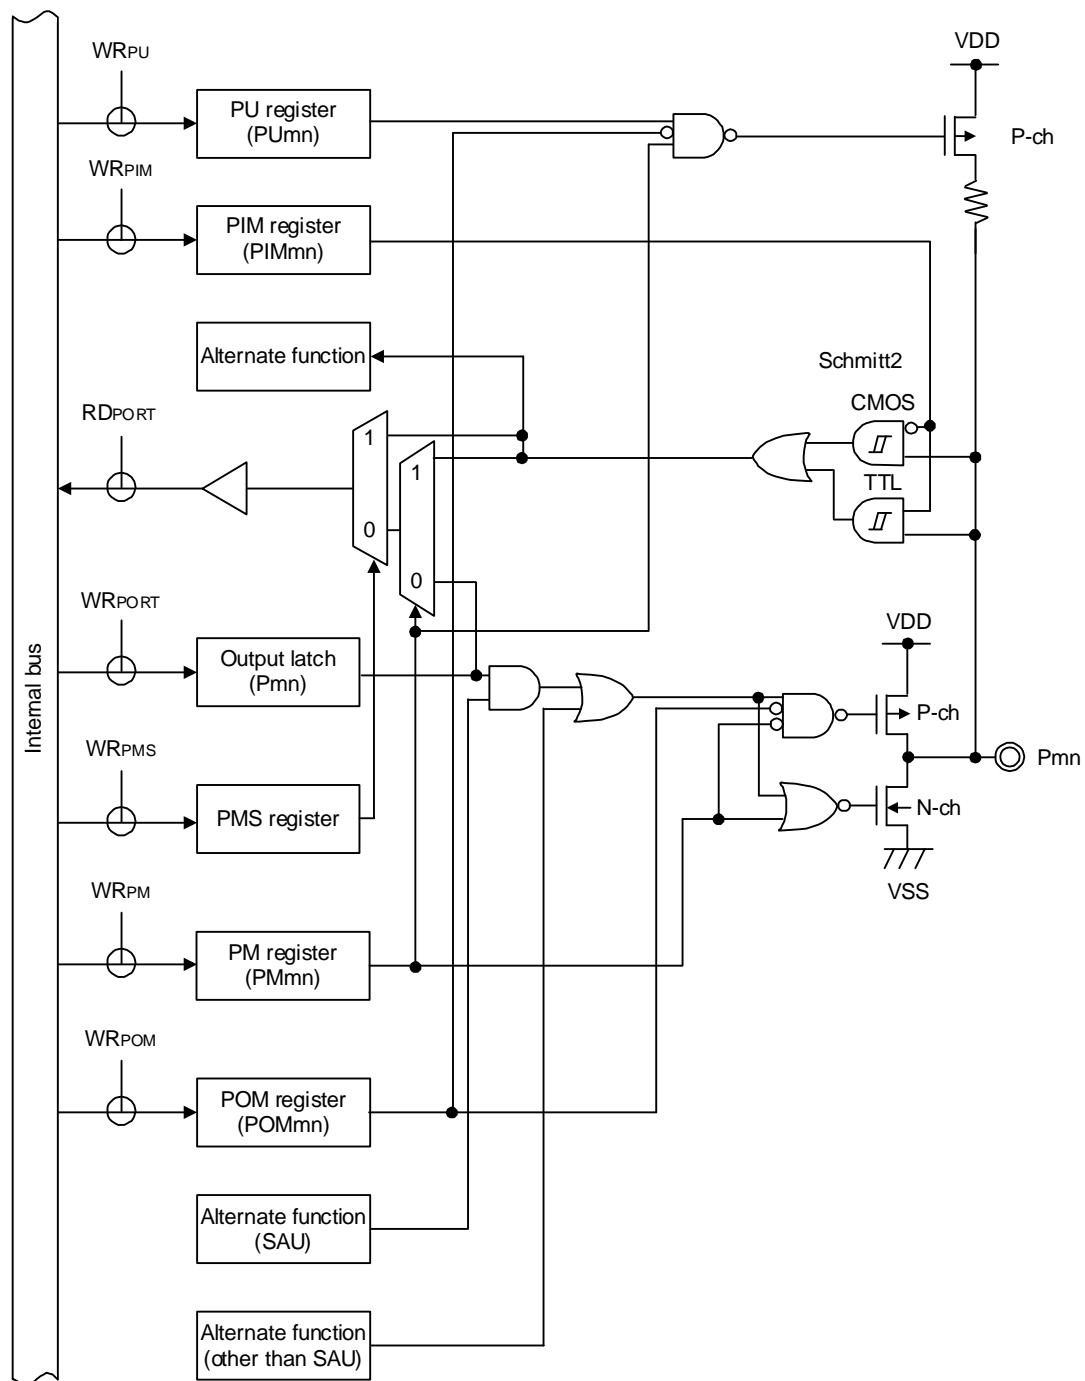 WRPU
PU register
(PUmn)
VDD
P-ch
WRPIM
PIM register
(PIMmn)
Alternate function
Schmitt2
CMOS
TTL
RDPORT
1
0
1
0
WRPORT
Output latch
(Pmn)
VDD
P-ch
Pmn
N-ch
VSS
Internal bus
WRPMS
PMS register
WRPM
PM register
(PMmn)
WRPOM
POM register
(POMmn)
Alternate function
(SAU)
Alternate function
(other than SAU)